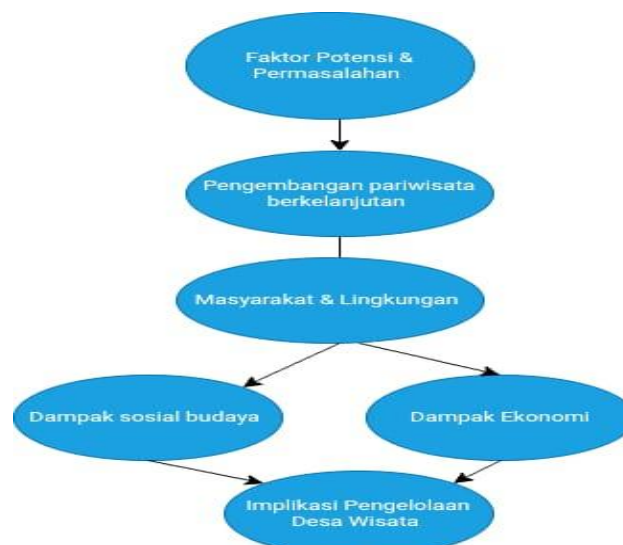 Faktor Potensi &
Permasalahan
Pengembangan pariwisata
berkelanjutan
Masyarakat & Lingkungan
Dampak sosial budaya
Dampak Ekonomi
Implikasi Pengelolaan
Desa Wisata